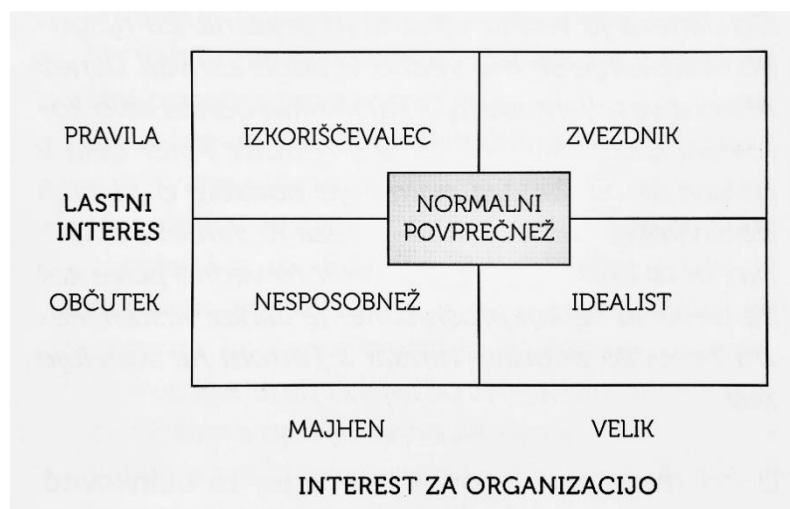 PRAVILA IZKORIŠČEVALEC ZVEZDNIK
LASTNI
INTERES
NORMALNI
POVPREČNEŽ
OBČUTEK NESPOSOBNEŽ IDEALIST
MAJHEN VELIK
INTEREST ZA ORGANIZACIJO